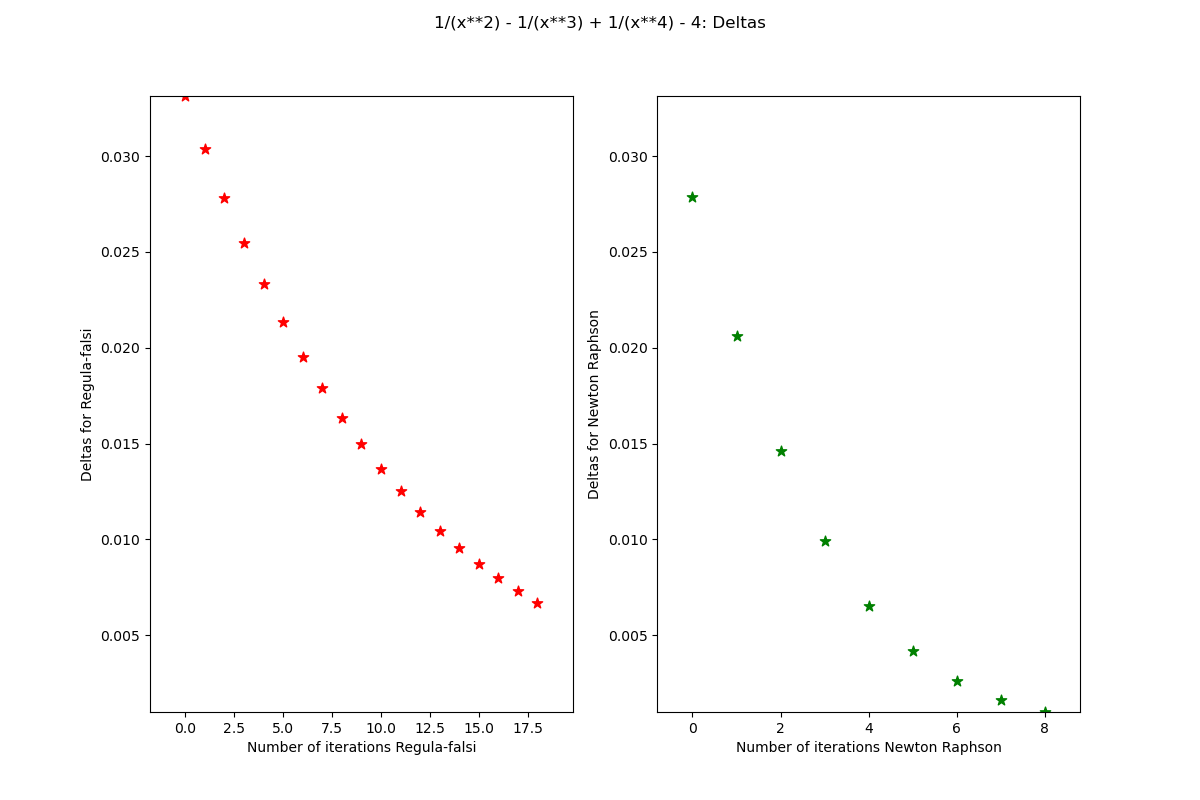 1/(x**2) - 1/(x**3) + 1/(x**4) - 4: Deltas
Deltas for Regula-falsi
0.030
0.025
0.020
0.015
0.010
0.005
0.0 2.5 5.0 7.5 10.0 12.5 15.0 17.5
Number of iterations Regula-falsi
Deltas for Newton Raphson
0.030
0.025
0.020
0.015
0.010
0.005
0 2 4 6 8
Number of iterations Newton Raphson